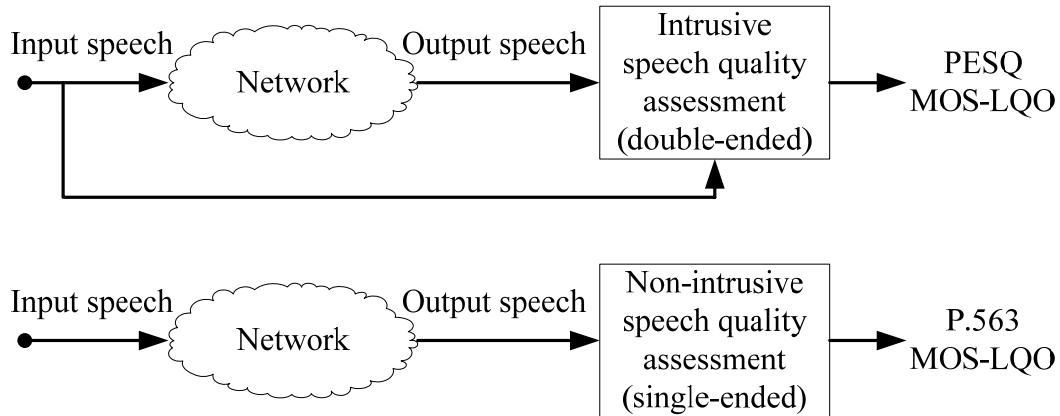 Input speech
Network
Output speech
Intrusive
speech quality
assessment
(double-ended)
PESQ
MOS-LQO
Input speech
Network
Output speech
Non-intrusive
speech quality
assessment
(single-ended)
P.563
MOS-LQO